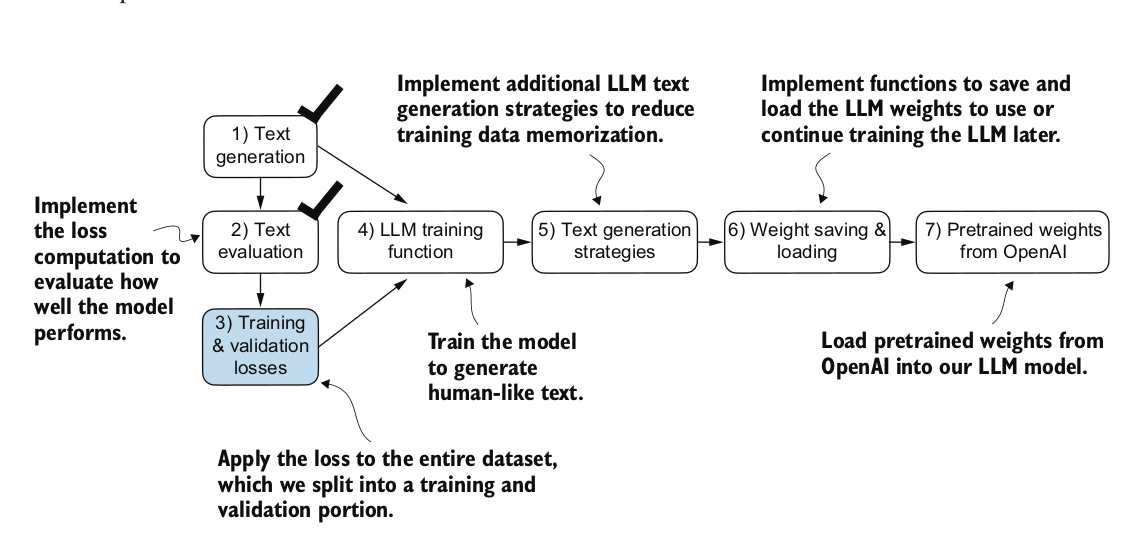 Implement additional LLM text
generation strategies to reduce
training data memorization.
Implement functions to save and
load the LLM weights to use or
continue training the LLM later.
1) Text
generation
Implement
the loss
computation to
evaluate how
well the model
performs.
2) Text
evaluation
4) LLM training
function
5) Text generation
strategies
6) Weight saving &
loading
7) Pretrained weights
from OpenAI
3) Training
& validation
losses
Train the model
to generate
human-like text.
Load pretrained weights from
OpenAI into our LLM model.
Apply the loss to the entire dataset,
which we split into a training and
validation portion.